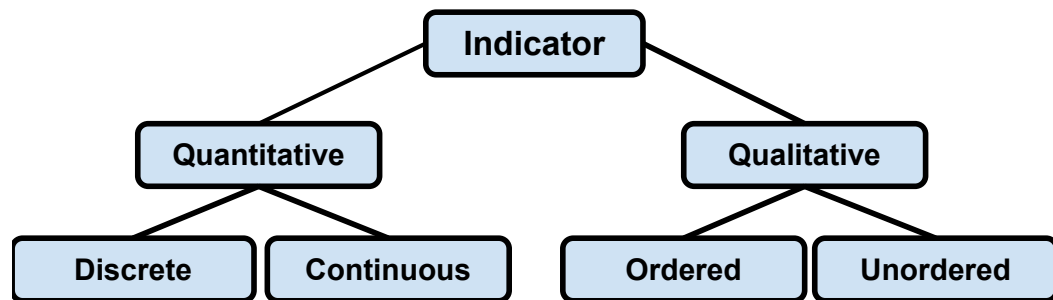 Indicator
Quantitative
Qualitative
Discrete
Continuous
Ordered
Unordered